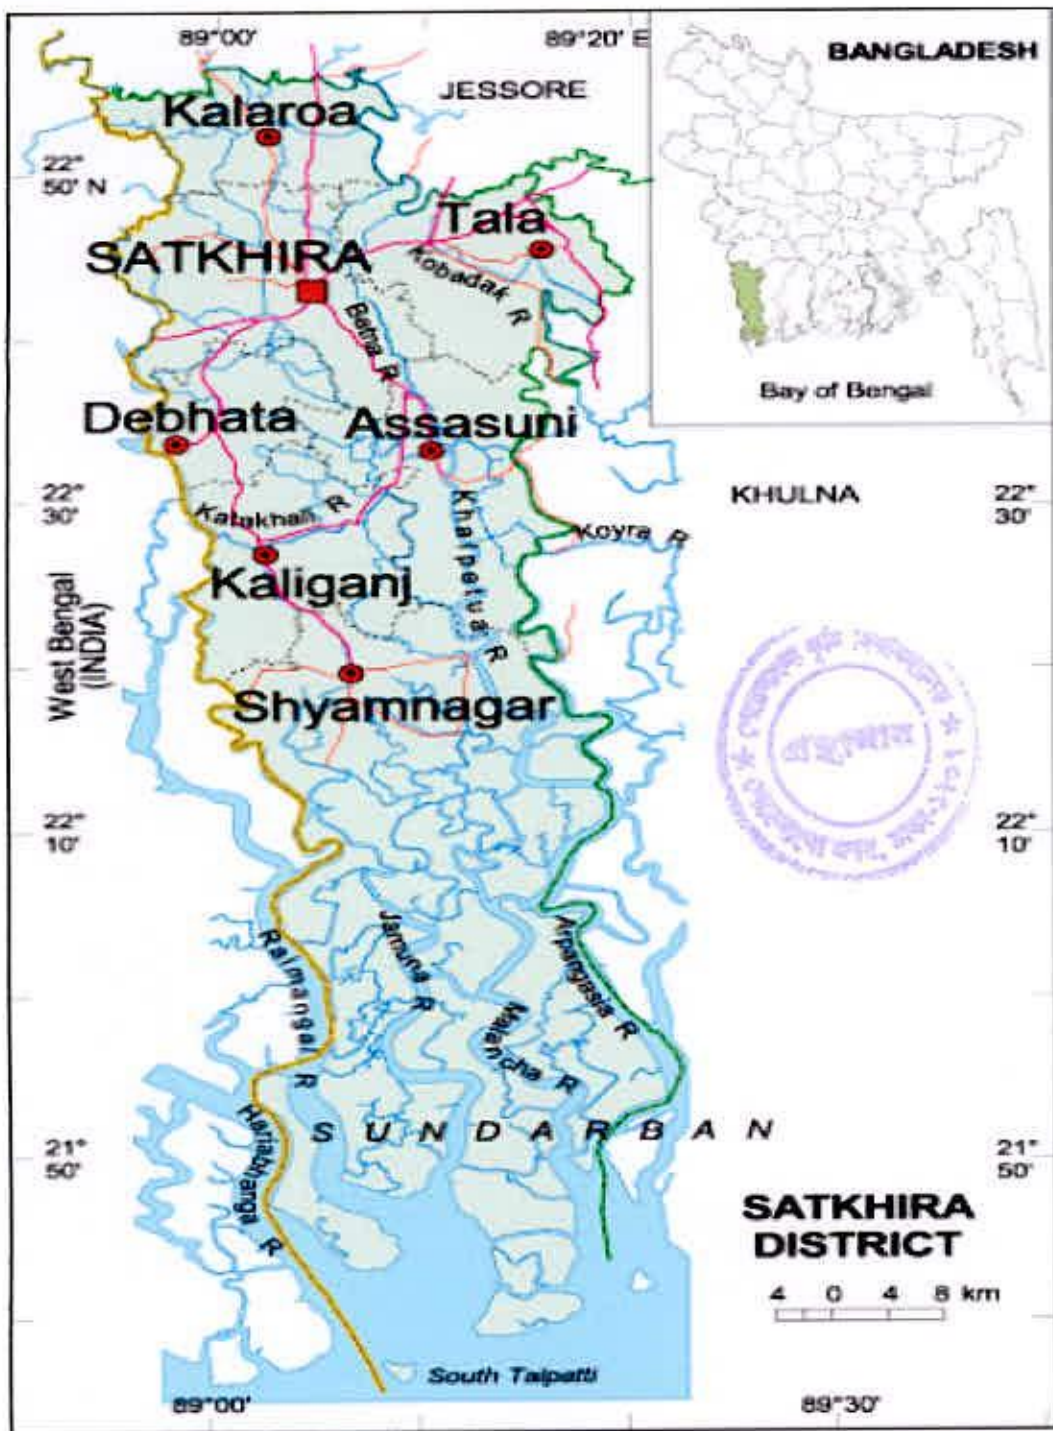 89°00'
89°20' E
BANGLADESH
JESSORE
Kalaroa
22°
50' N
Tala
SATKHIRA
Kobadak R
Betna R
Bay of Bengal
Debhata
Assasuni
22°
30'
KHULNA
22°
30'
Khalpetua R
Koyra R
Kaliganj
West Bengal
(INDIA)
Shyamnagar
22°
10'
22°
10'
Jamuna R
Arpangasia R
Raimangal R
Malancha R
Hariabhanga R
SUNDARBAN
21°
50'
21°
50'
SATKHIRA
DISTRICT
4 0 4 8 km
South Talpatti
89°00'
89°30'